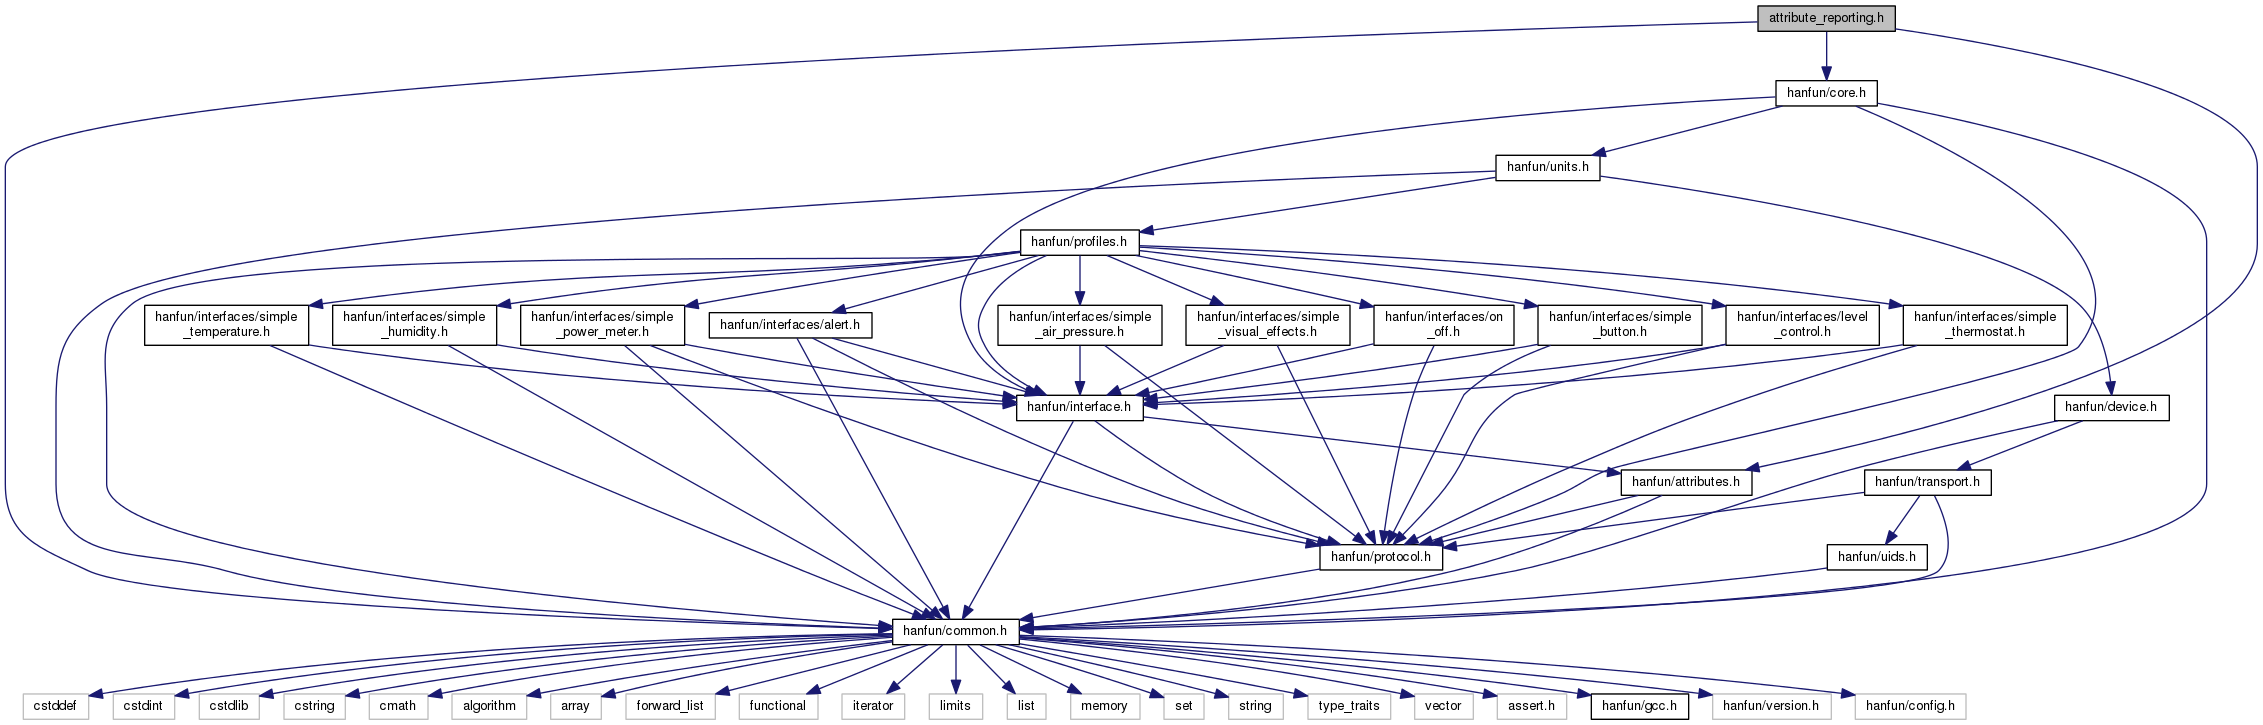 attribute_reporting.h
hanfun/core.h
hanfun/units.h
hanfun/profiles.h
hanfun/interfaces/simple
_temperature.h
hanfun/interfaces/simple
_humidity.h
hanfun/interfaces/simple
_power_meter.h
hanfun/interfaces/alert.h
hanfun/interfaces/simple
_air_pressure.h
hanfun/interfaces/simple
_visual_effects.h
hanfun/interfaces/on
_off.h
hanfun/interfaces/simple
_button.h
hanfun/interfaces/level
_control.h
hanfun/interfaces/simple
_thermostat.h
hanfun/interface.h
hanfun/device.h
hanfun/attributes.h
hanfun/transport.h
hanfun/protocol.h
hanfun/uids.h
hanfun/common.h
cstddef
cstdint
cstdlib
cstring
cmath
algorithm
array
forward_list
functional
iterator
limits
list
memory
set
string
type_traits
vector
assert.h
hanfun/gcc.h
hanfun/version.h
hanfun/config.h